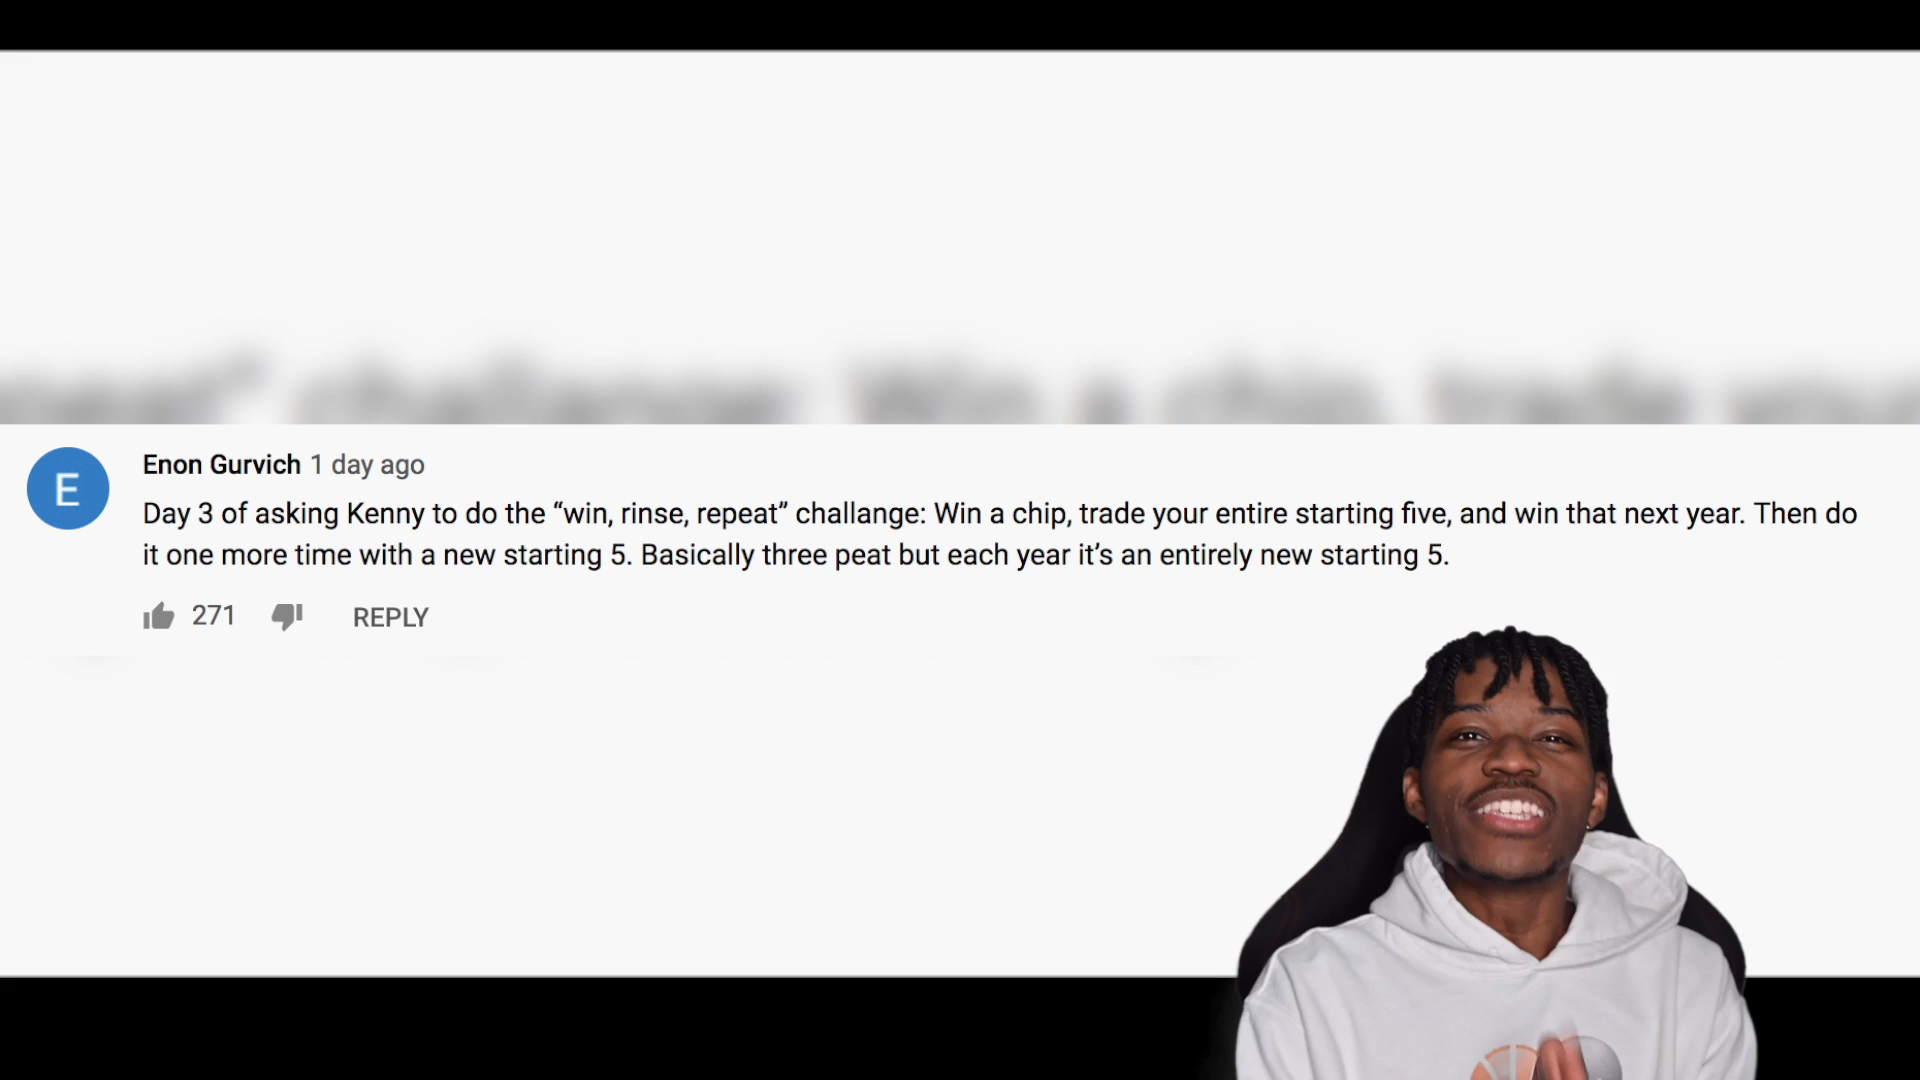 E
Enon Gurvich 1 day ago
Day 3 of asking Kenny to do the “win, rinse, repeat” challange: Win a chip, trade your entire starting five, and win that next year. Then do
it one more time with a new starting 5. Basically three peat but each year it’s an entirely new starting 5.
271 REPLY